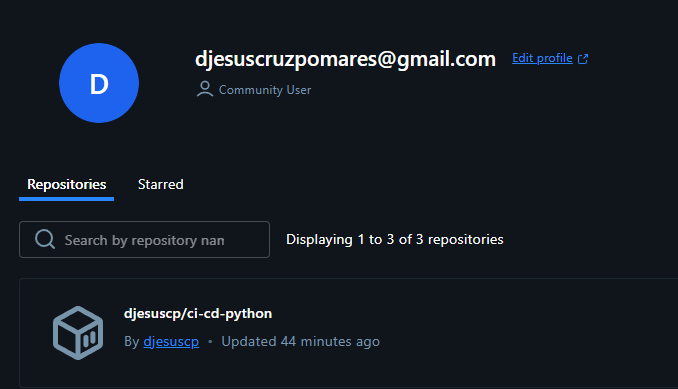 D
djesuscruzpomares@gmail.com Edit profile
Community User
Repositories Starred
Search by repository nam
Displaying 1 to 3 of 3 repositories
djesuscp/ci-cd-python
By djesuscp • Updated 44 minutes ago